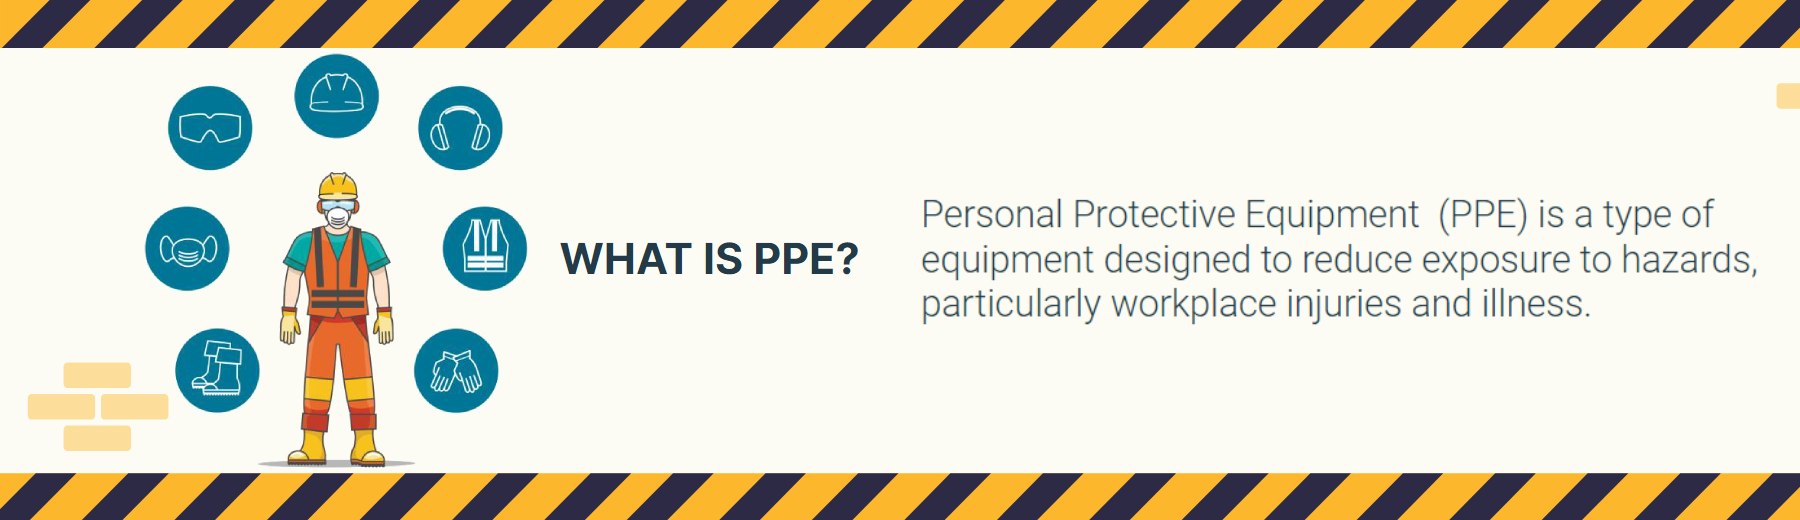 WHAT IS PPE?
Personal Protective Equipment  (PPE) is a type of
equipment designed to reduce exposure to hazards,
particularly workplace injuries and illness.